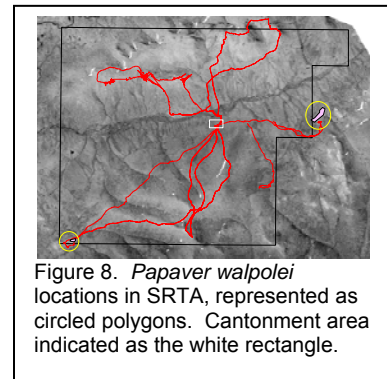 Figure 8. Papaver walpolei
locations in SRTA, represented as
circled polygons. Cantonment area
indicated as the white rectangle.